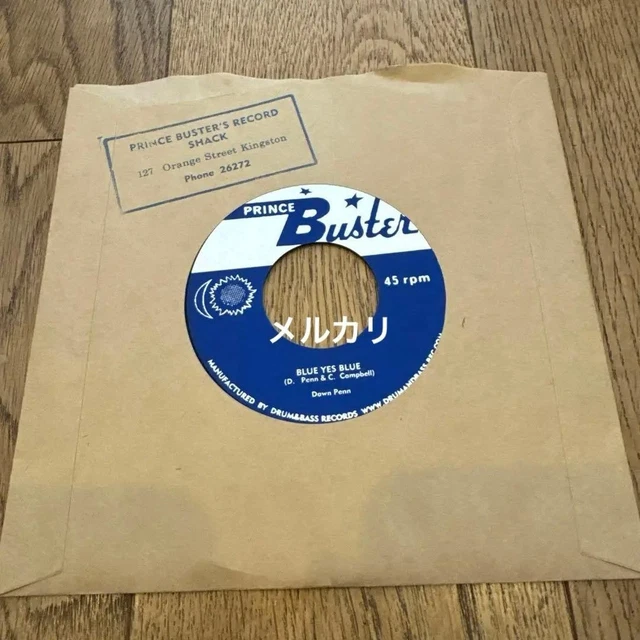 PRINCE BUSTER'S RECORD
SHACK
127 Orange Street Kingston
Phone 26272
PRINCE Buster
45 rpm
メルカリ
BLUE YES BLUE
(D. Penn & C. Campbell)
Dawn Penn
MANUFACTURED BY DRUM&BASS RECORDS